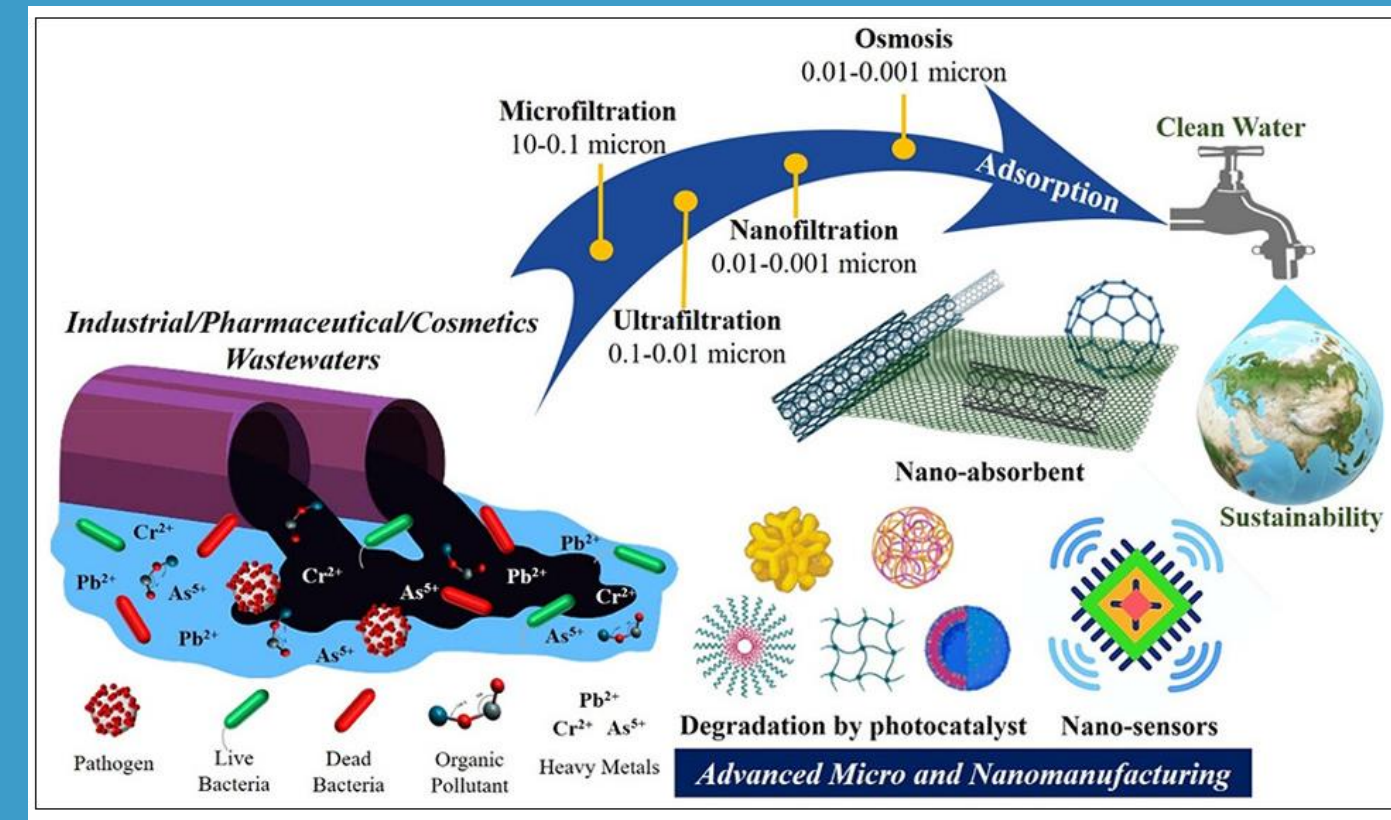 Osmosis
0.01-0.001 micron
Microfiltration
10-0.1 micron
Clean Water
Adsorption
Nanofiltration
0.01-0.001 micron
Ultrafiltration
0.1-0.01 micron
Industrial/Pharmaceutical/Cosmetics
Wastewaters
Nano-absorbent
Sustainability
Cr²⁺
Pb²⁺
As⁵⁺
Pb²⁺
Cr²⁺
As⁵⁺
As⁵⁺
Pb²⁺
Pb²⁺
Cr²⁺
As⁵⁺
Pb²⁺
Cr²⁺ As⁵⁺
Pathogen
Live
Bacteria
Dead
Bacteria
Organic
Pollutant
Heavy Metals
Degradation by photocatalyst
Nano-sensors
Advanced Micro and Nanomanufacturing